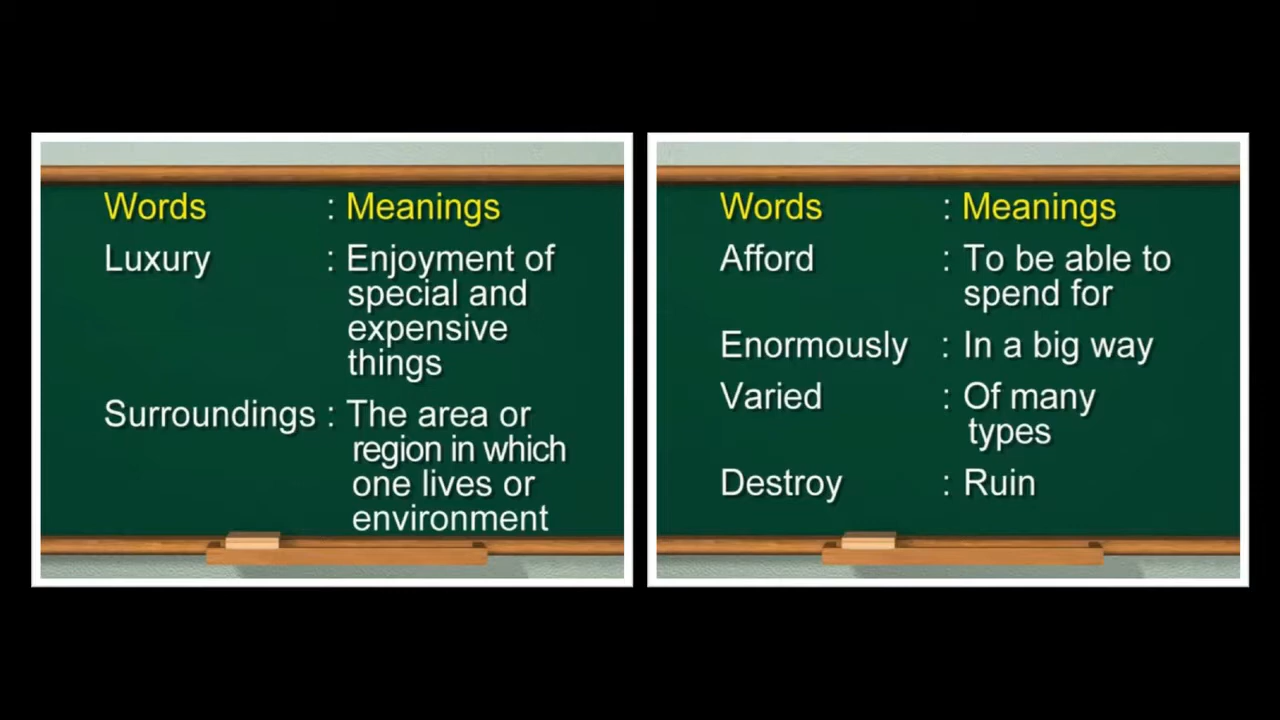 Words : Meanings
Luxury : Enjoyment of
special and
expensive
things
Surroundings : The area or
region in which
one lives or
environment
Words : Meanings
Afford : To be able to
spend for
Enormously : In a big way
Varied : Of many
types
Destroy : Ruin